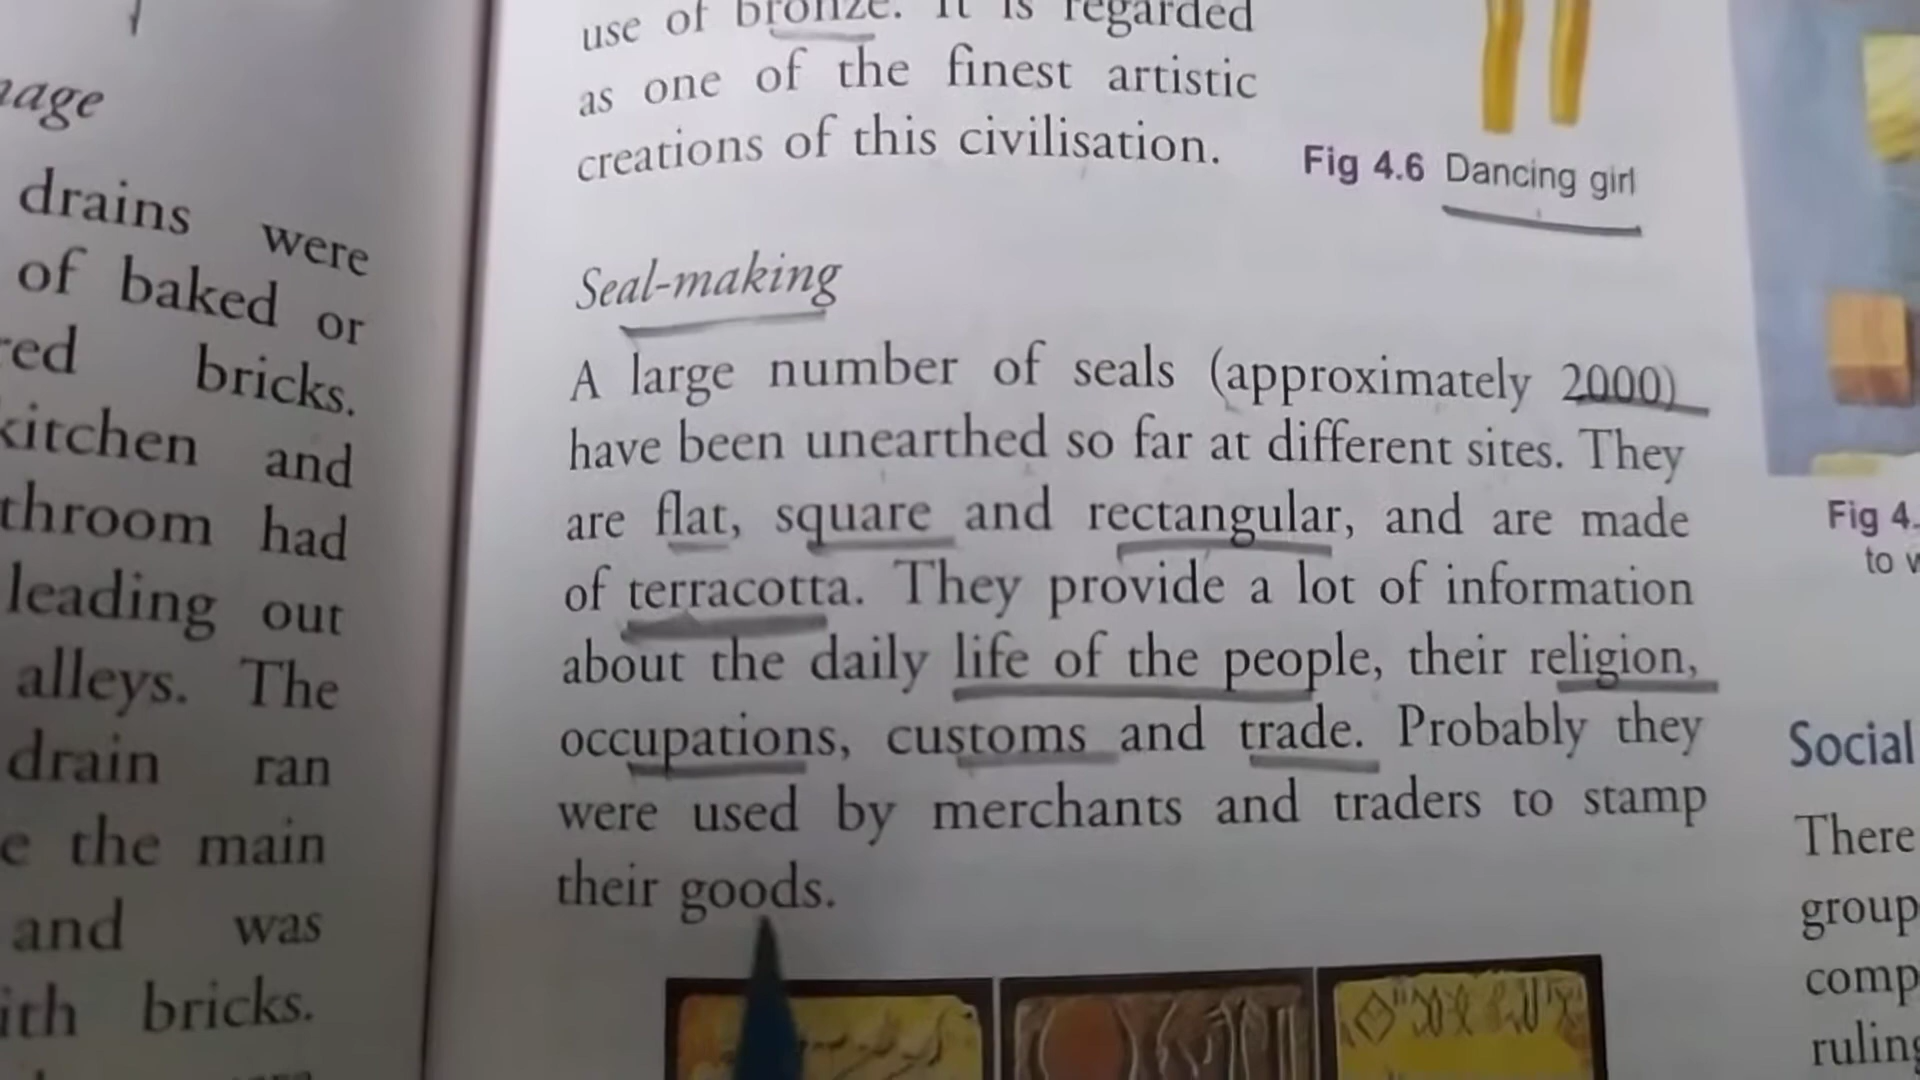 drains were
of baked or
bricks.
kitchen and
had
leading out
alleys. The
drain ran
the main
and was
bricks.
use of bronze. It is regarded
as one of the finest artistic
creations of this civilisation.
Fig 4.6 Dancing girl
Seal-making
A large number of seals (approximately 2000)
have been unearthed so far at different sites. They
are flat, square and rectangular, and are made
of terracotta. They provide a lot of information
about the daily life of the people, their religion,
occupations, customs and trade. Probably they
were used by merchants and traders to stamp
their goods.
Fig 4.
to
Social
There
group
comp
ruling